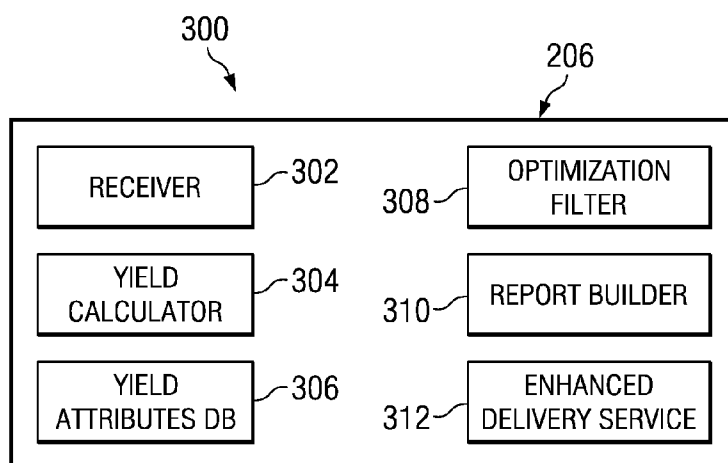 300
206
RECEIVER
302
OPTIMIZATION
FILTER
308
YIELD
CALCULATOR
304
310
REPORT BUILDER
YIELD
ATTRIBUTES DB
306
312
ENHANCED
DELIVERY SERVICE